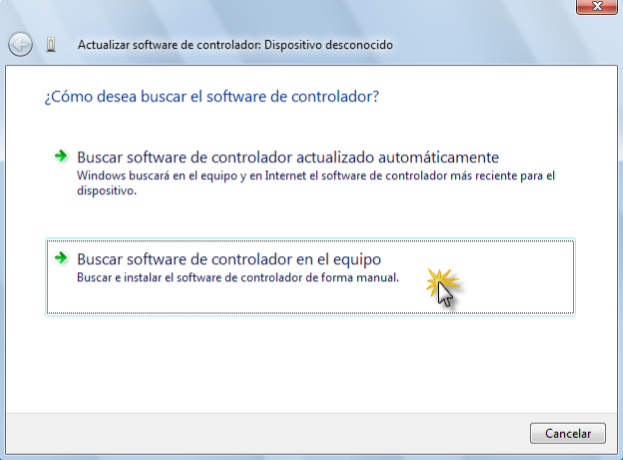 Actualizar software de controlador: Dispositivo desconocido
¿Cómo desea buscar el software de controlador?
Buscar software de controlador actualizado automáticamente
Windows buscará en el equipo y en Internet el software de controlador más reciente para el
dispositivo.
Buscar software de controlador en el equipo
Buscar e instalar el software de controlador de forma manual.
Cancelar